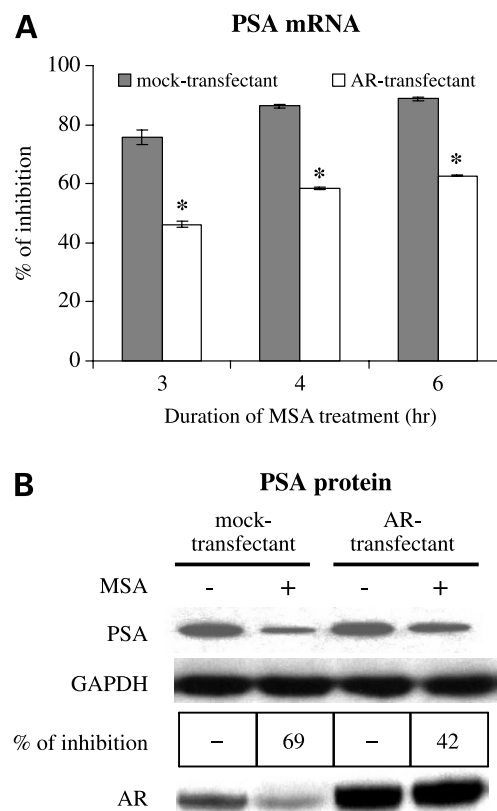 A
PSA mRNA
100
80
60
40
20
0
% of inhibition
mock-transfectant
AR-transfectant
*
*
*
3
4
6
Duration of MSA treatment (hr)
B
PSA protein
mock-
transfectant
AR-
transfectant
MSA - + - +
PSA
GAPDH
% of inhibition – 69 – 42
AR